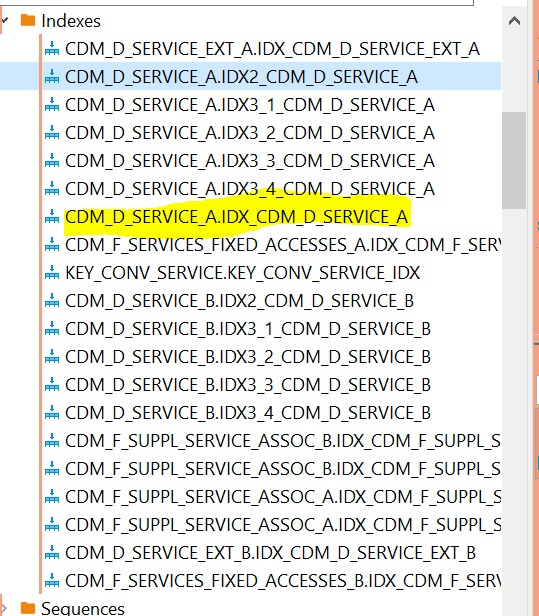 Indexes
CDM_D_SERVICE_EXT_A.IDX_CDM_D_SERVICE_EXT_A
CDM_D_SERVICE_A.IDX2_CDM_D_SERVICE_A
CDM_D_SERVICE_A.IDX3_1_CDM_D_SERVICE_A
CDM_D_SERVICE_A.IDX3_2_CDM_D_SERVICE_A
CDM_D_SERVICE_A.IDX3_3_CDM_D_SERVICE_A
CDM_D_SERVICE_A.IDX3_4_CDM_D_SERVICE_A
CDM_D_SERVICE_A.IDX_CDM_D_SERVICE_A
CDM_F_SERVICES_FIXED_ACCESSES_A.IDX_CDM_F_SERV
KEY_CONV_SERVICE.KEY_CONV_SERVICE_IDX
CDM_D_SERVICE_B.IDX2_CDM_D_SERVICE_B
CDM_D_SERVICE_B.IDX3_1_CDM_D_SERVICE_B
CDM_D_SERVICE_B.IDX3_2_CDM_D_SERVICE_B
CDM_D_SERVICE_B.IDX3_3_CDM_D_SERVICE_B
CDM_D_SERVICE_B.IDX3_4_CDM_D_SERVICE_B
CDM_F_SUPPL_SERVICE_ASSOC_B.IDX_CDM_F_SUPPL_S
CDM_F_SUPPL_SERVICE_ASSOC_B.IDX_CDM_F_SUPPL_S
CDM_F_SUPPL_SERVICE_ASSOC_A.IDX_CDM_F_SUPPL_S
CDM_F_SUPPL_SERVICE_ASSOC_A.IDX_CDM_F_SUPPL_S
CDM_D_SERVICE_EXT_B.IDX_CDM_D_SERVICE_EXT_B
CDM_F_SERVICES_FIXED_ACCESSES_B.IDX_CDM_F_SERV
Sequences